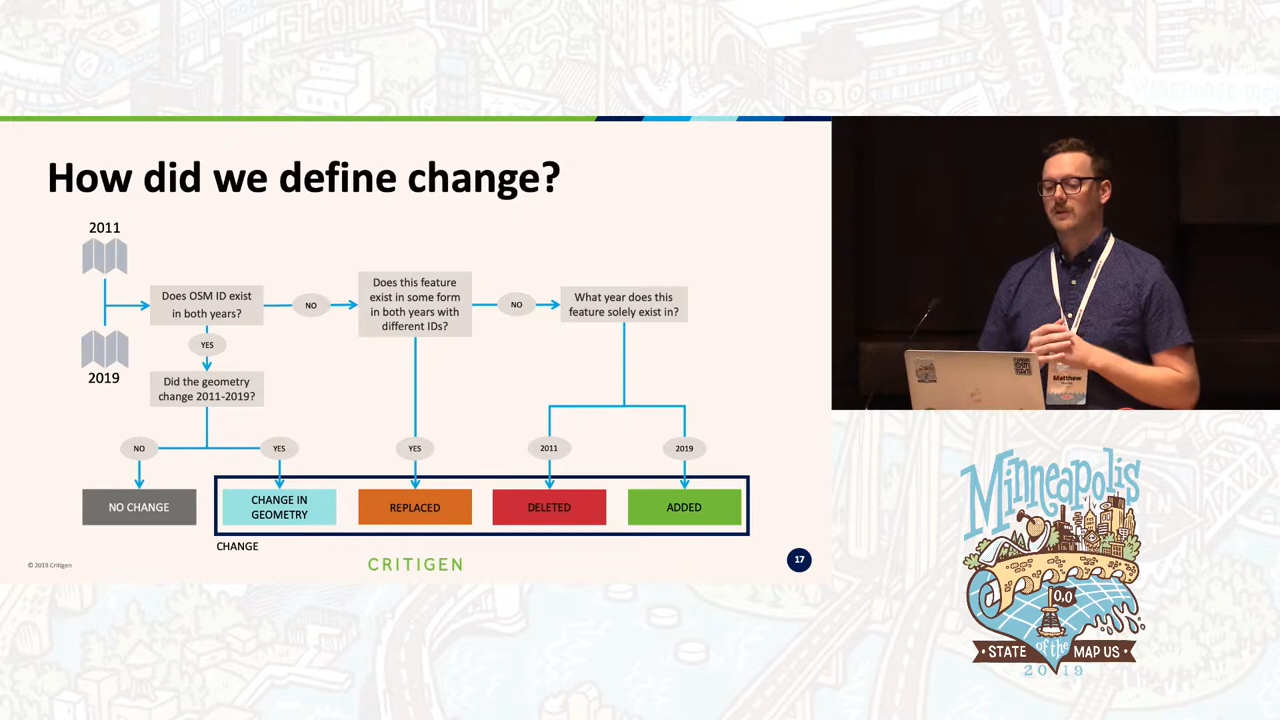 How did we define change?
2011
2019
Does OSM ID exist
in both years?
NO
Does this feature
exist in some form
in both years with
different IDs?
NO
What year does this
feature solely exist in?
YES
Did the geometry
change 2011-2019?
NO
YES
YES
2011
2019
NO CHANGE
CHANGE IN
GEOMETRY
REPLACED
DELETED
ADDED
CHANGE
© 2019 Critigen
CRITIGEN
17
Matthew
Minneapolis
0,0
STATE of the MAP US
2019